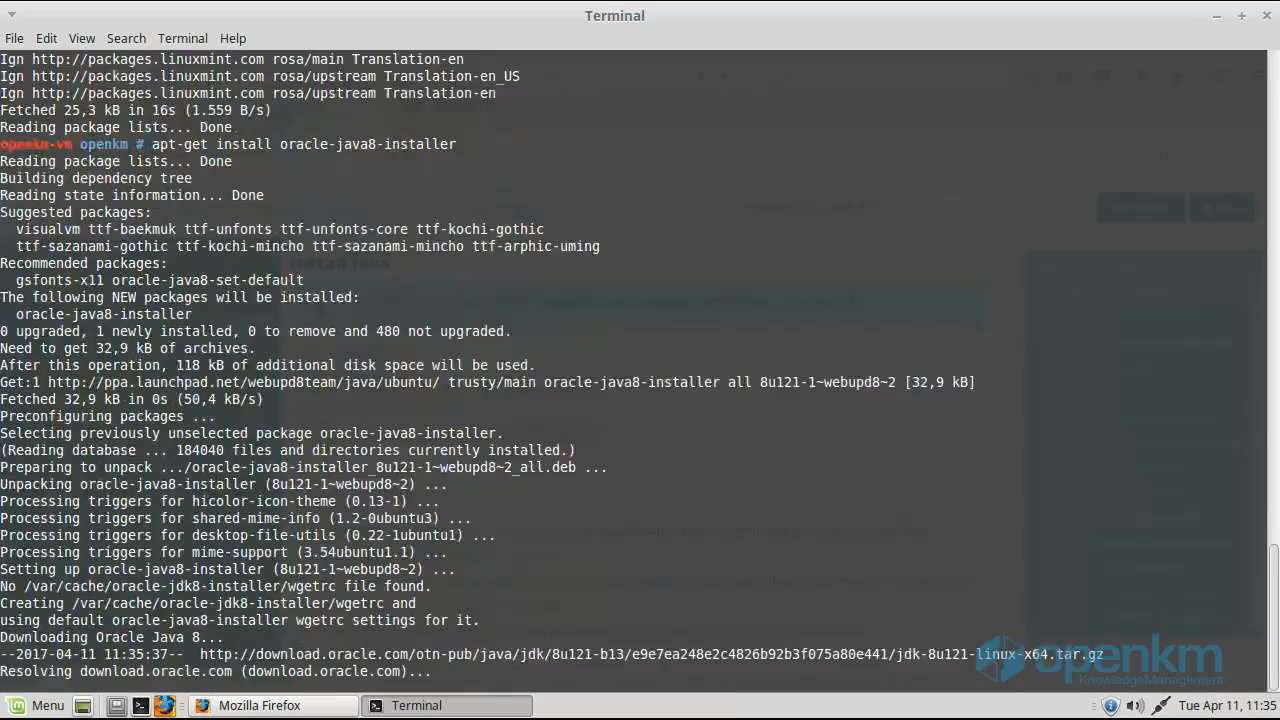 Terminal
File Edit View Search Terminal Help
Ign http://packages.linuxmint.com rosa/main Translation-en
Ign http://packages.linuxmint.com rosa/upstream Translation-en_US
Ign http://packages.linuxmint.com rosa/upstream Translation-en
Fetched 25,3 kB in 16s (1.559 B/s)
Reading package lists... Done
openkm-vm openkm # apt-get install oracle-java8-installer
Reading package lists... Done
Building dependency tree
Reading state information... Done
Suggested packages:
visualvm ttf-baekmuk ttf-unfonts ttf-unfonts-core ttf-kochi-gothic
ttf-sazanami-gothic ttf-kochi-mincho ttf-sazanami-mincho ttf-arphic-uming
Recommended packages:
gsfonts-x11 oracle-java8-set-default
The following NEW packages will be installed:
oracle-java8-installer
0 upgraded, 1 newly installed, 0 to remove and 480 not upgraded.
Need to get 32,9 kB of archives.
After this operation, 118 kB of additional disk space will be used.
Get:1 http://ppa.launchpad.net/webupd8team/java/ubuntu/ trusty/main oracle-java8-installer all 8u121-1~webupd8~2 [32,9 kB]
Fetched 32,9 kB in 0s (50,4 kB/s)
Preconfiguring packages ...
Selecting previously unselected package oracle-java8-installer.
(Reading database ... 184040 files and directories currently installed.)
Preparing to unpack .../oracle-java8-installer_8u121-1~webupd8~2_all.deb ...
Unpacking oracle-java8-installer (8u121-1~webupd8~2) ...
Processing triggers for hicolor-icon-theme (0.13-1) ...
Processing triggers for shared-mime-info (1.2-0ubuntu3) ...
Processing triggers for desktop-file-utils (0.22-1ubuntu1) ...
Processing triggers for mime-support (3.54ubuntu1.1) ...
Setting up oracle-java8-installer (8u121-1~webupd8~2) ...
No /var/cache/oracle-jdk8-installer/wgetrc file found.
Creating /var/cache/oracle-jdk8-installer/wgetrc and
using default oracle-java8-installer wgetrc settings for it.
Downloading Oracle Java 8...
--2017-04-11 11:35:37-- http://download.oracle.com/otn-pub/java/jdk/8u121-b13/e9e7ea248e2c4826b92b3f075a80e441/jdk-8u121-linux-x64.tar.gz
Resolving download.oracle.com (download.oracle.com)...
openkm
KnowledgeManagement
Menu Mozilla Firefox Terminal Tue Apr 11, 11:35